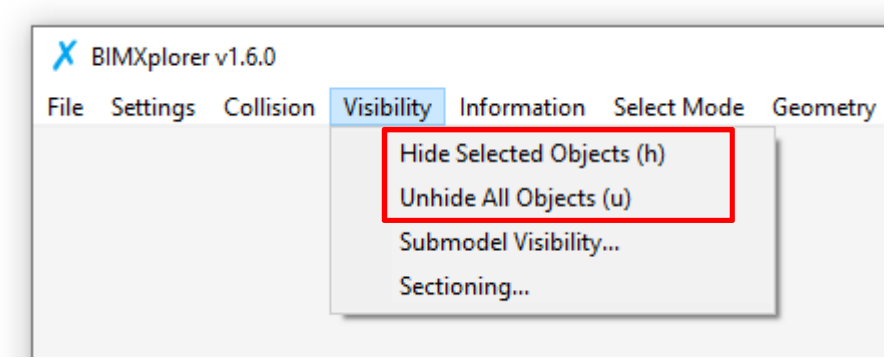 BIMXplorer v1.6.0
File Settings Collision Visibility Information Select Mode Geometry
Hide Selected Objects (h)
Unhide All Objects (u)
Submodel Visibility...
Sectioning...